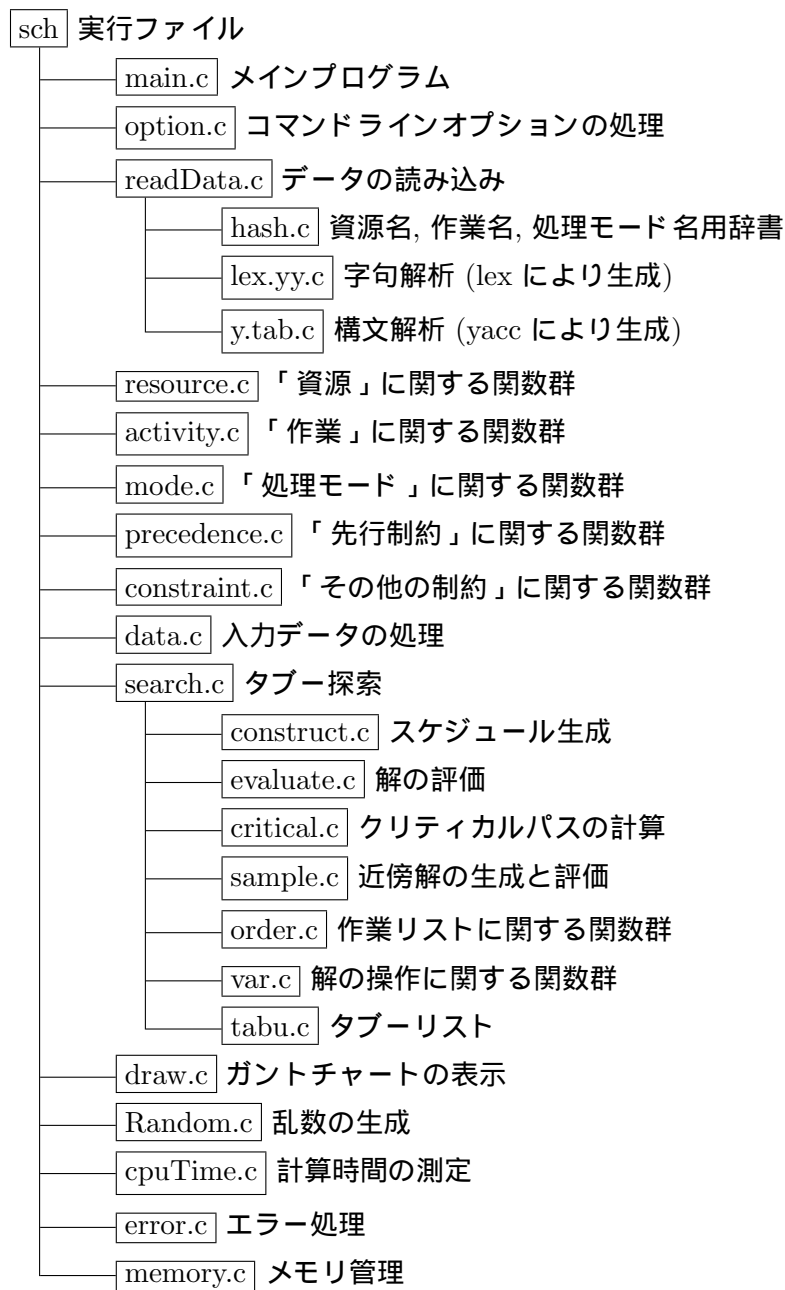 sch 実行ファイル
main.c メインプログラム
option.c コマンドラインオプションの処理
readData.c データの読み込み
hash.c 資源名, 作業名, 処理モード名用辞書
lex.yy.c 字句解析 (lex により生成)
y.tab.c 構文解析 (yacc により生成)
resource.c 「資源」に関する関数群
activity.c 「作業」に関する関数群
mode.c 「処理モード」に関する関数群
precedence.c 「先行制約」に関する関数群
constraint.c 「その他の制約」に関する関数群
data.c 入力データの処理
search.c タブー探索
construct.c スケジュール生成
evaluate.c 解の評価
critical.c クリティカルパスの計算
sample.c 近傍解の生成と評価
order.c 作業リストに関する関数群
var.c 解の操作に関する関数群
tabu.c タブーリスト
draw.c ガントチャートの表示
Random.c 乱数の生成
cpuTime.c 計算時間の測定
error.c エラー処理
memory.c メモリ管理